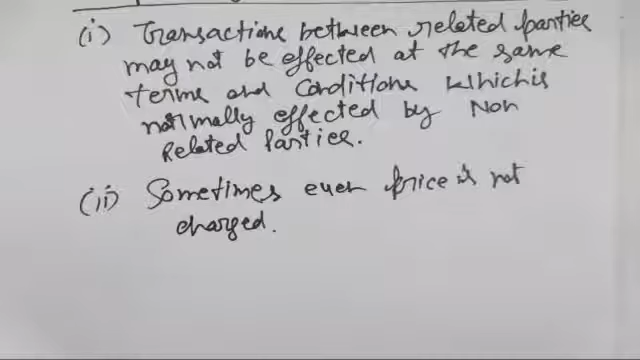 (i) Transactions between related parties
may not be effected at the same
terms and Conditions which is
normally effected by Non
Related Parties.
(ii) Sometimes even price is not
charged.